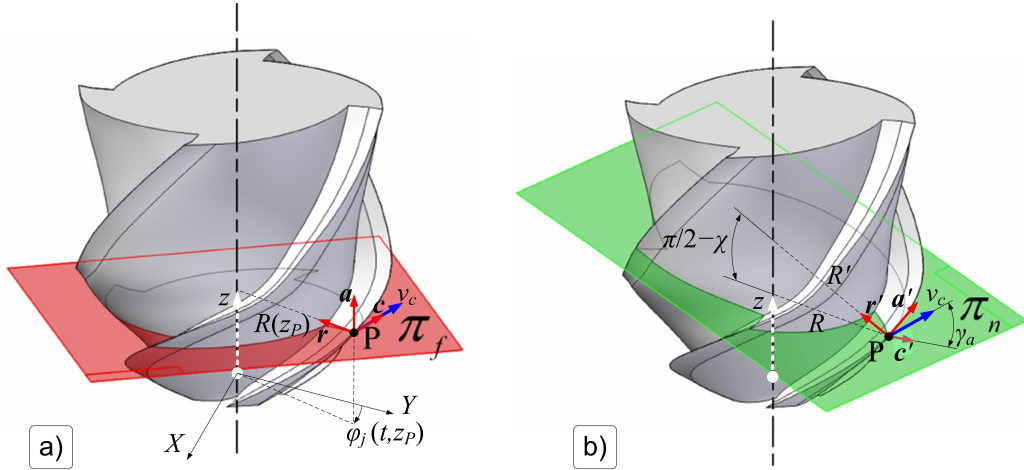 z
a
c
v_c
R(z_P)
r
P
π_f
Y
X
φ_j (t,z_P)
a)
π/2−χ
R'
z
r'
a'
v_c
π_n
R
P
c'
γ_a
b)